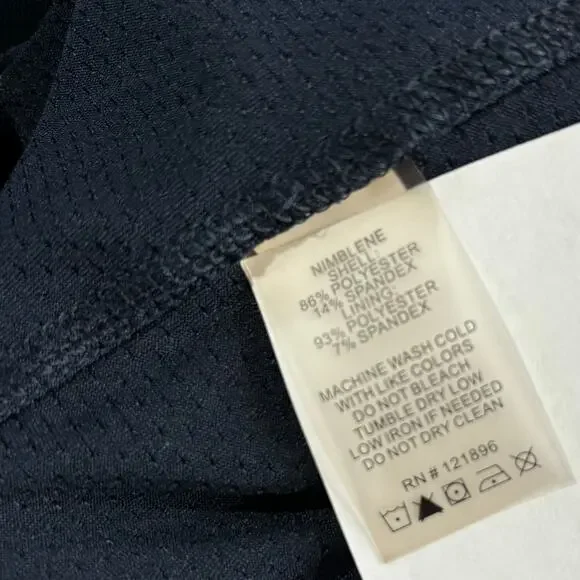 NIMBLENE
SHELL:
86% POLYESTER
14% SPANDEX
LINING:
93% POLYESTER
7% SPANDEX
MACHINE WASH COLD
WITH LIKE COLORS
DO NOT BLEACH
TUMBLE DRY LOW
LOW IRON IF NEEDED
DO NOT DRY CLEAN
RN # 121896